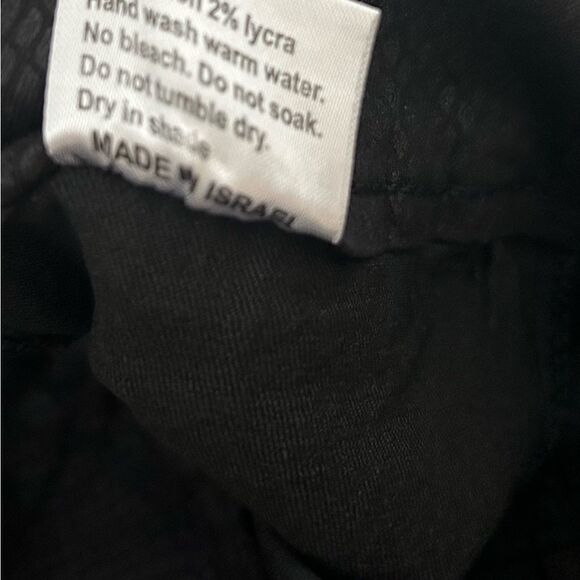 2% lycra
Hand wash warm water.
No bleach. Do not soak.
Do not tumble dry.
Dry in shade
MADE IN ISRAEL